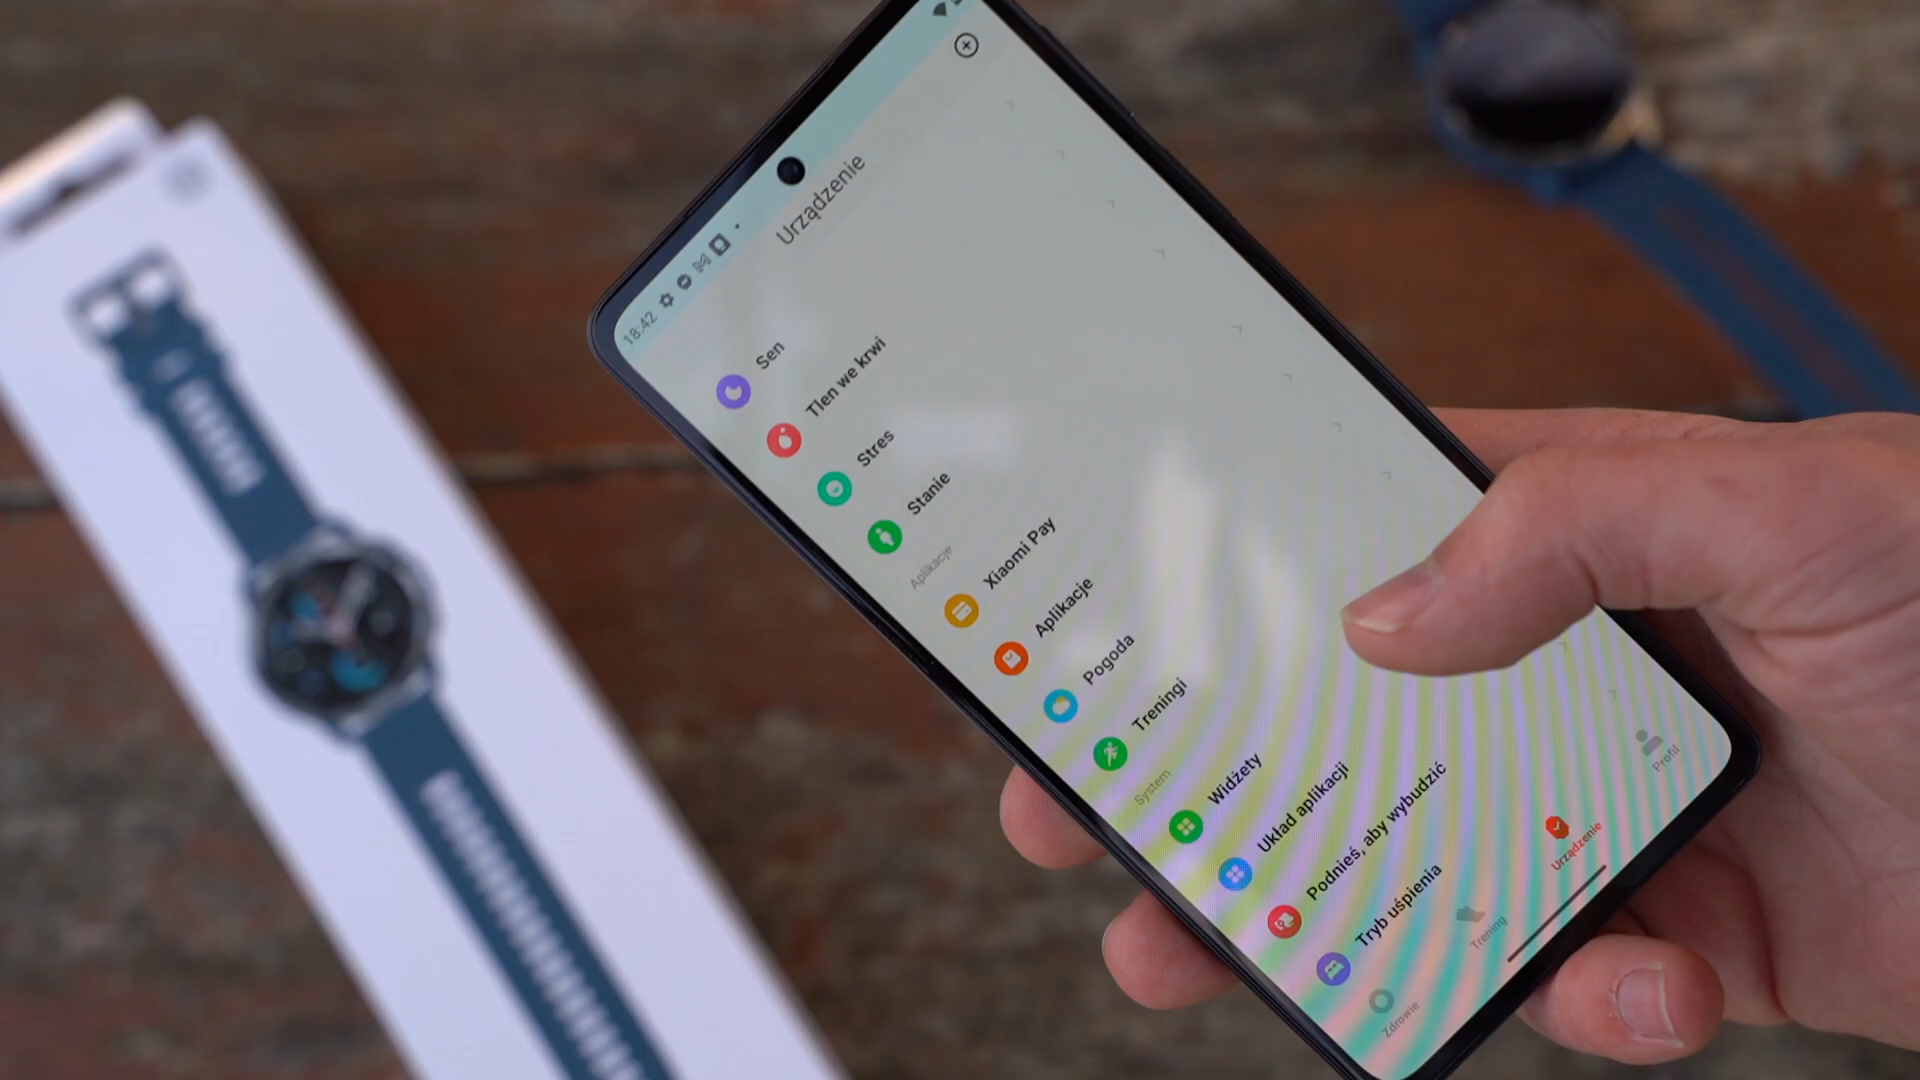 18:42
Urządzenie
Sen
Tlen we krwi
Stres
Stanie
Aplikacje
Xiaomi Pay
Aplikacje
Pogoda
Treningi
System
Widżety
Układ aplikacji
Podnieś, aby wybudzić
Tryb uśpienia
Zdrowie
Trening
Urządzenie
Profil